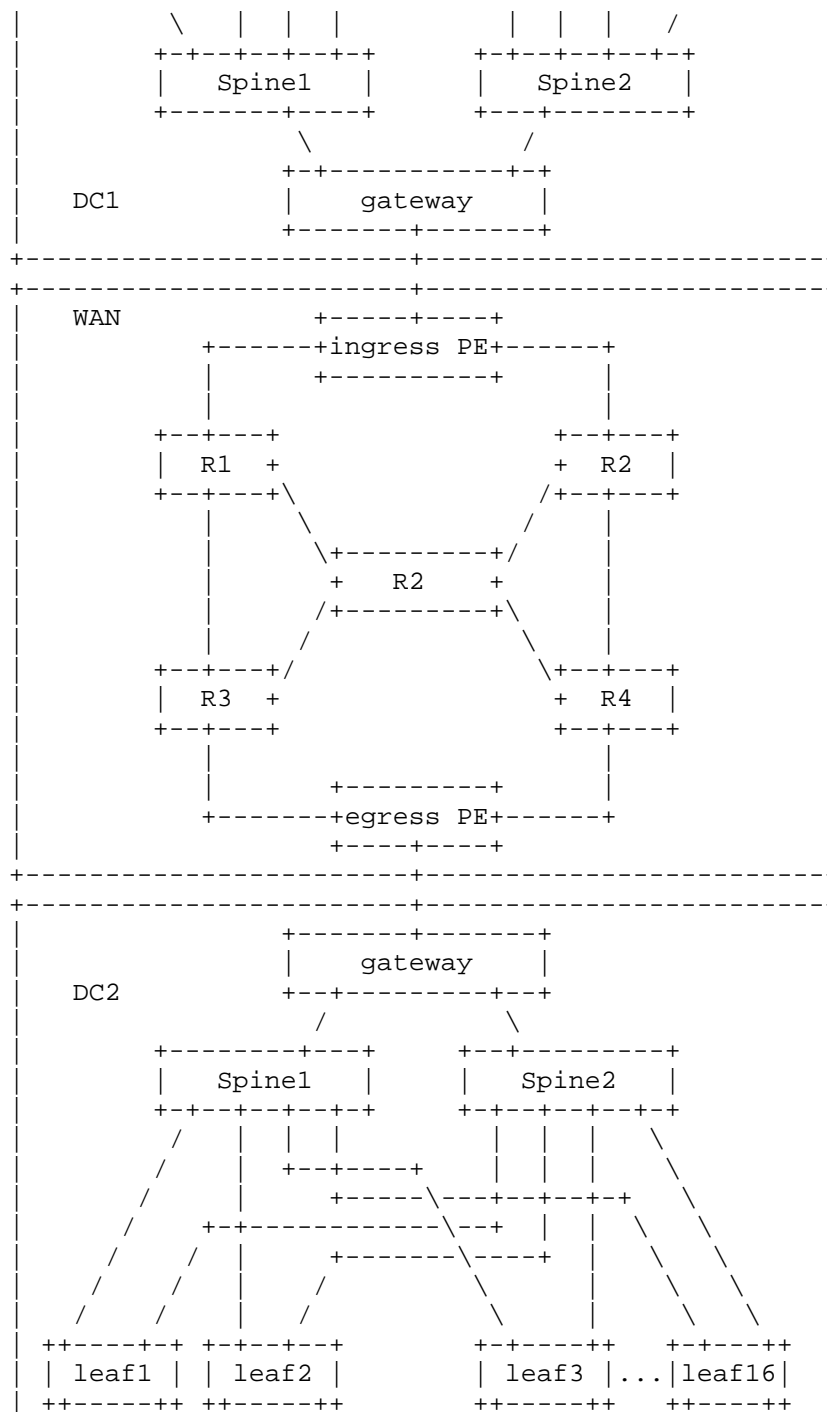 Spine1 Spine2
DC1 gateway
WAN
ingress PE
R1 R2
R2
R3 R4
egress PE
gateway
DC2
Spine1 Spine2
leaf1 leaf2 leaf3 ... leaf16